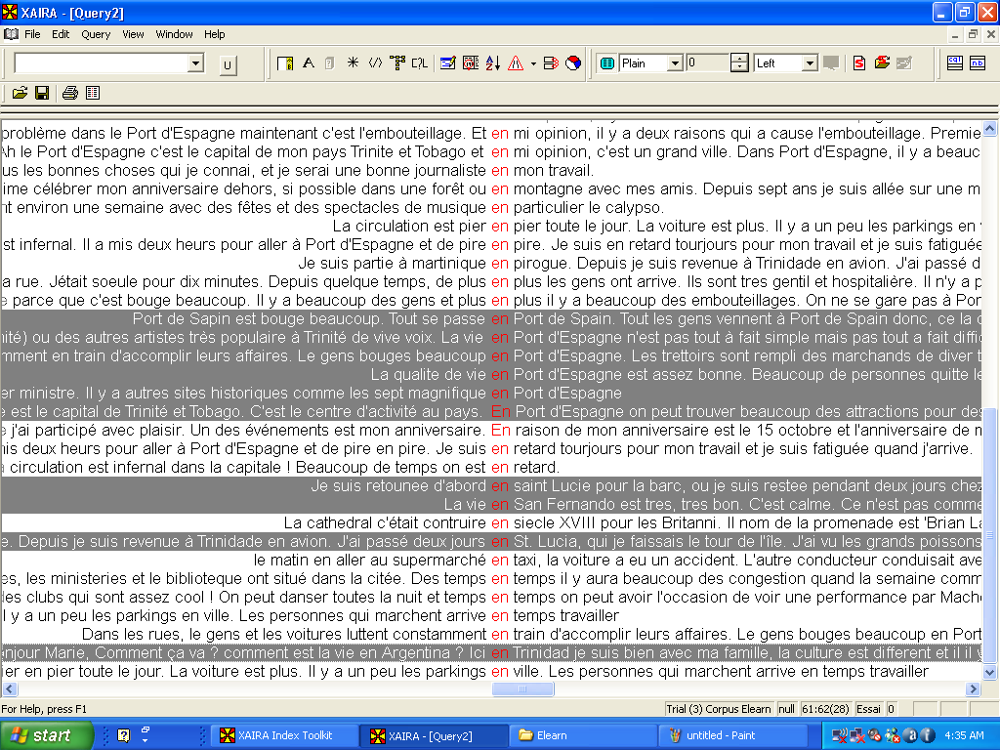 XAIRA - [Query2]
File Edit Query View Window Help
U
Plain 0 Left
problème dans le Port d'Espagne maintenant c'est l'embouteillage. Et en mi opinion, il y a deux raisons qui a cause l'embouteillage. Premie
Ah le Port d'Espagne c'est le capital de mon pays Trinite et Tobago et en mi opinion, c'est un grand ville. Dans Port d'Espagne, il y a beauc
us les bonnes choses qui je connai, et je serai une bonne journaliste en mon travail.
ime célébrer mon anniversaire dehors, si possible dans une forêt ou en montagne avec mes amis. Depuis sept ans je suis allée sur une m
nt environ une semaine avec des fêtes et des spectacles de musique en particulier le calypso.
La circulation est pier en pier toute le jour. La voiture est plus. Il y a un peu les parkings en
st infernal. Il a mis deux heurs pour aller à Port d'Espagne et de pire en pire. Je suis en retard tourjours pour mon travail et je suis fatiguée
Je suis partie à martinique en pirogue. Depuis je suis revenue à Trinidade en avion. J'ai passé d
a rue. Jétait soeule pour dix minutes. Depuis quelque temps, de plus en plus les gens ont arrive. Ils sont tres gentil et hospitalière. Il n'y a p
e parce que c'est bouge beaucoup. Il y a beaucoup des gens et plus en plus il y a beaucoup des embouteillages. On ne se gare pas à Por
Port de Sapin est bouge beaucoup. Tout se passe en Port de Spain. Tout les gens vennent à Port de Spain donc, ce la c
nité) ou des autres artistes très populaire à Trinité de vive voix. La vie en Port d'Espagne n'est pas tout à fait simple mais pas tout a fait diffic
mment en train d'accomplir leurs affaires. Le gens bouges beaucoup en Port d'Espagne. Les trettoirs sont rempli des marchands de diver t
La qualite de vie en Port d'Espagne est assez bonne. Beaucoup de personnes quitte le
er ministre. Il y a autres sites historiques comme les sept magnifique en Port d'Espagne
e est le capital de Trinité et Tobago. C'est le centre d'activité au pays. En Port d'Espagne on peut trouver beaucoup des attractions pour des
e j'ai participé avec plaisir. Un des événements est mon anniversaire. En raison de mon anniversaire est le 15 octobre et l'anniversaire de m
nis deux heurs pour aller à Port d'Espagne et de pire en pire. Je suis en retard tourjours pour mon travail et je suis fatiguée quand j'arrive.
a circulation est infernal dans la capitale ! Beaucoup de temps on est en retard.
Je suis retounee d'abord en saint Lucie pour la barc, ou je suis restee pendant deux jours chez
La vie en San Fernando est tres, tres bon. C'est calme. Ce n'est pas comme
La cathedral c'était contruire en siecle XVIII pour les Britanni. Il nom de la promenade est 'Brian La
e. Depuis je suis revenue à Trinidade en avion. J'ai passé deux jours en St. Lucia, qui je faissais le tour de l'île. J'ai vu les grands poissons
le matin en aller au supermarché en taxi, la voiture a eu un accident. L'autre conducteur conduisait ave
es, les ministeries et le bibliotheque ont situé dans la citée. Des temps en temps il y aura beaucoup des congestion quand la semaine comm
des clubs qui sont assez cool ! On peut danser toutes la nuit et temps en temps on peut avoir l'occasion de voir une performance par Mache
l y a un peu les parkings en ville. Les personnes qui marchent arrive en temps travailler
Dans les rues, le gens et les voitures luttent constamment en train d'accomplir leurs affaires. Le gens bouges beaucoup en Port
onjour Marie, Comment ça va ? comment est la vie en Argentina ? Ici en Trinidad je suis bien avec ma famille, la culture est different et il il y
ier en pier toute le jour. La voiture est plus. Il y a un peu les parkings en ville. Les personnes qui marchent arrive en temps travailler
For Help, press F1 Trial (3) Corpus Elearn null 61:62(28) Essai 0
start XAIRA Index Toolkit XAIRA - [Query2] Elearn untitled - Paint 4:35 AM